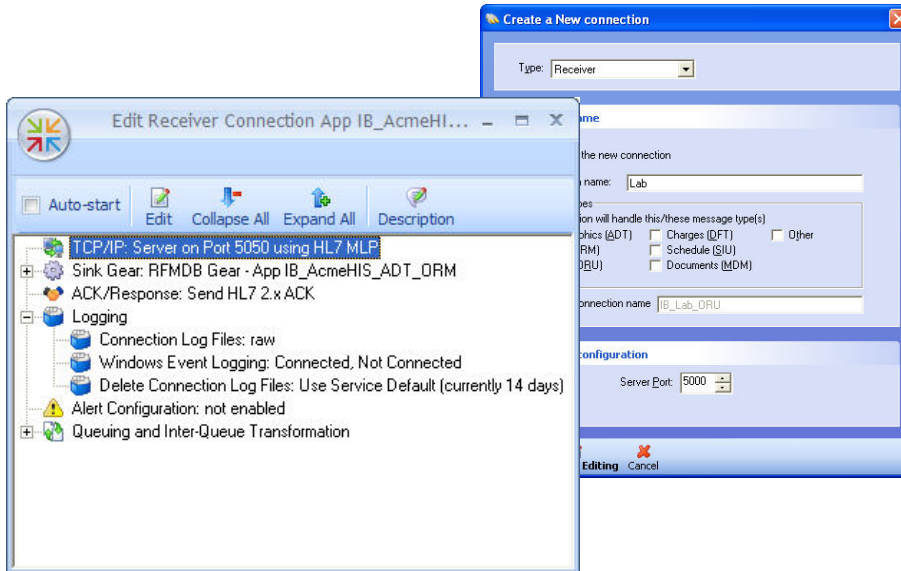 Create a New connection
Type: Receiver
ame
the new connection
name: Lab
pes
ion will handle this/these message type(s)
phics (ADT) Charges (DFT) Other
RM) Schedule (SIU)
ORU) Documents (MDM)
onnection name IB_Lab_ORU
onfiguration
Server Port: 5000
Editing Cancel
Edit Receiver Connection App IB_AcmeHI...
Auto-start Edit Collapse All Expand All Description
TCP/IP: Server on Port 5050 using HL7 MLP
Sink Gear: RFMDB Gear - App IB_AcmeHIS_ADT_ORM
ACK/Response: Send HL7 2.x ACK
Logging
Connection Log Files: raw
Windows Event Logging: Connected, Not Connected
Delete Connection Log Files: Use Service Default (currently 14 days)
Alert Configuration: not enabled
Queuing and Inter-Queue Transformation